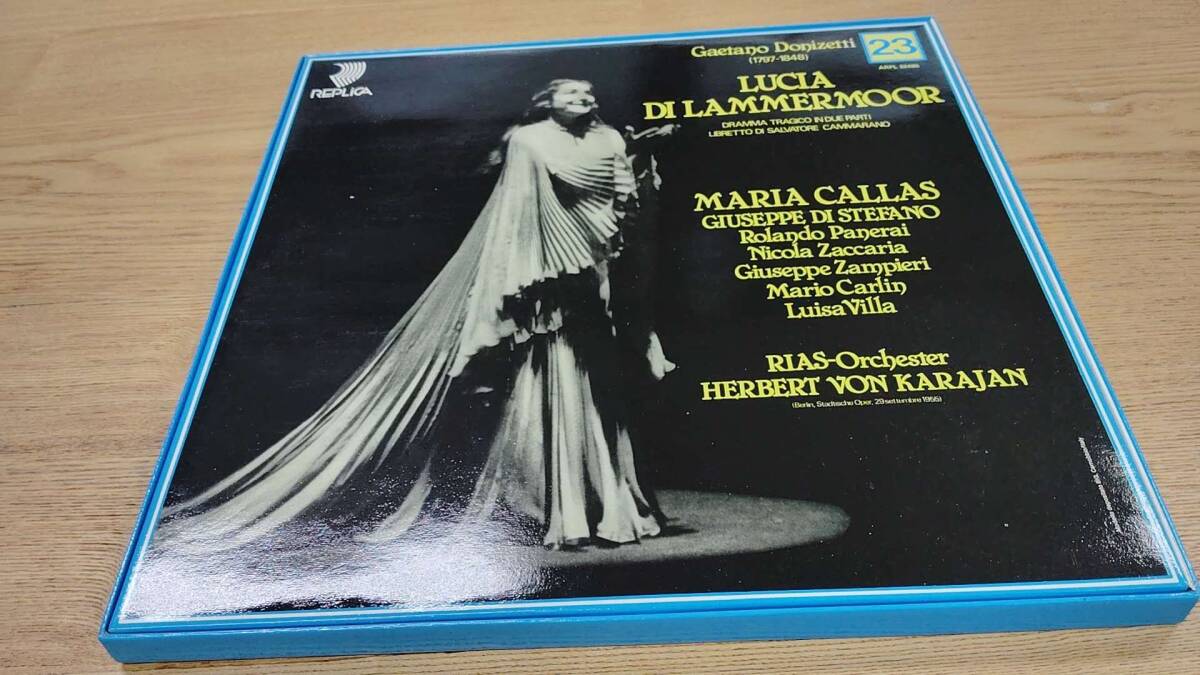 REPLICA
Gaetano Donizetti
(1797-1848)
23
LUCIA
DI LAMMERMOOR
DRAMMA TRAGICO IN DUE PARTI
LIBRETTO DI SALVATORE CAMMARANO
MARIA CALLAS
GIUSEPPE DI STEFANO
Rolando Panerai
Nicola Zaccaria
Giuseppe Zampieri
Mario Carlin
Luisa Villa
RIAS-Orchester
HERBERT VON KARAJAN
(Berlin, Stadtische Oper, 29 settembre 1955)